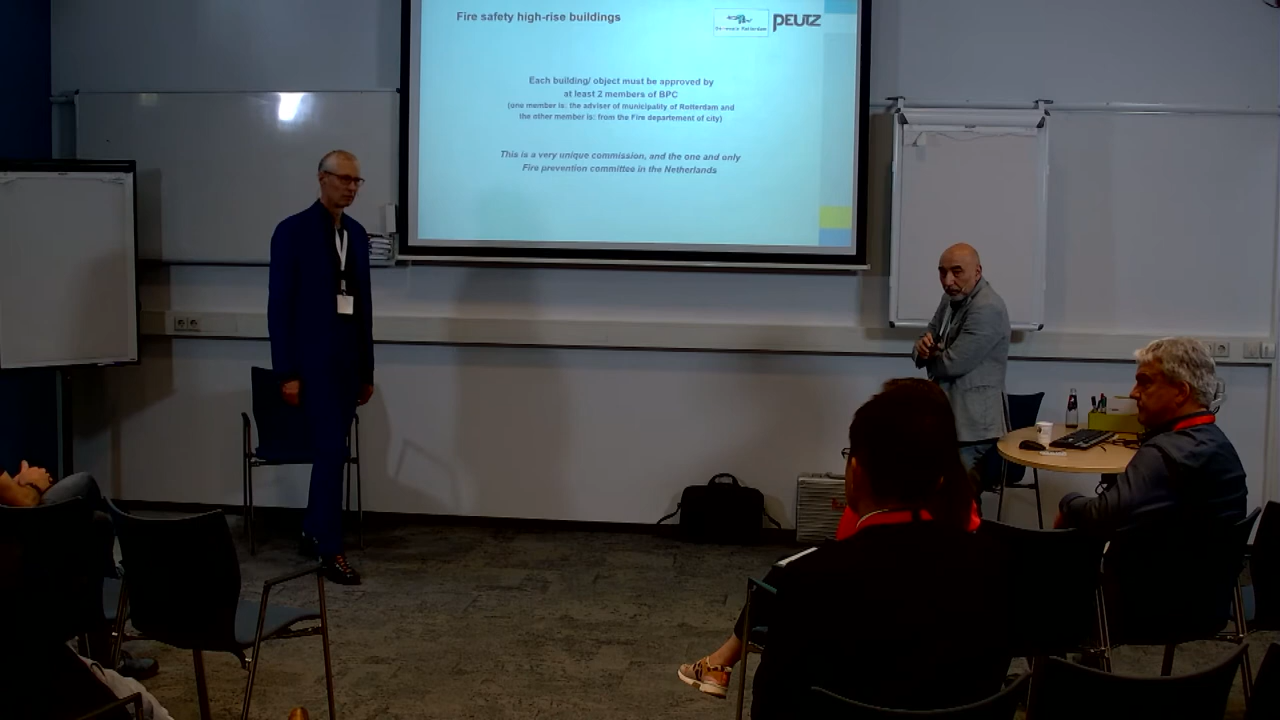 Fire safety high-rise buildings
PEUTZ
Each building/ object must be approved by
at least 2 members of BPC
(one member is: the adviser of municipality of Rotterdam and
the other member is: from the Fire departement of city)
This is a very unique commission, and the one and only
Fire prevention committee in the Netherlands